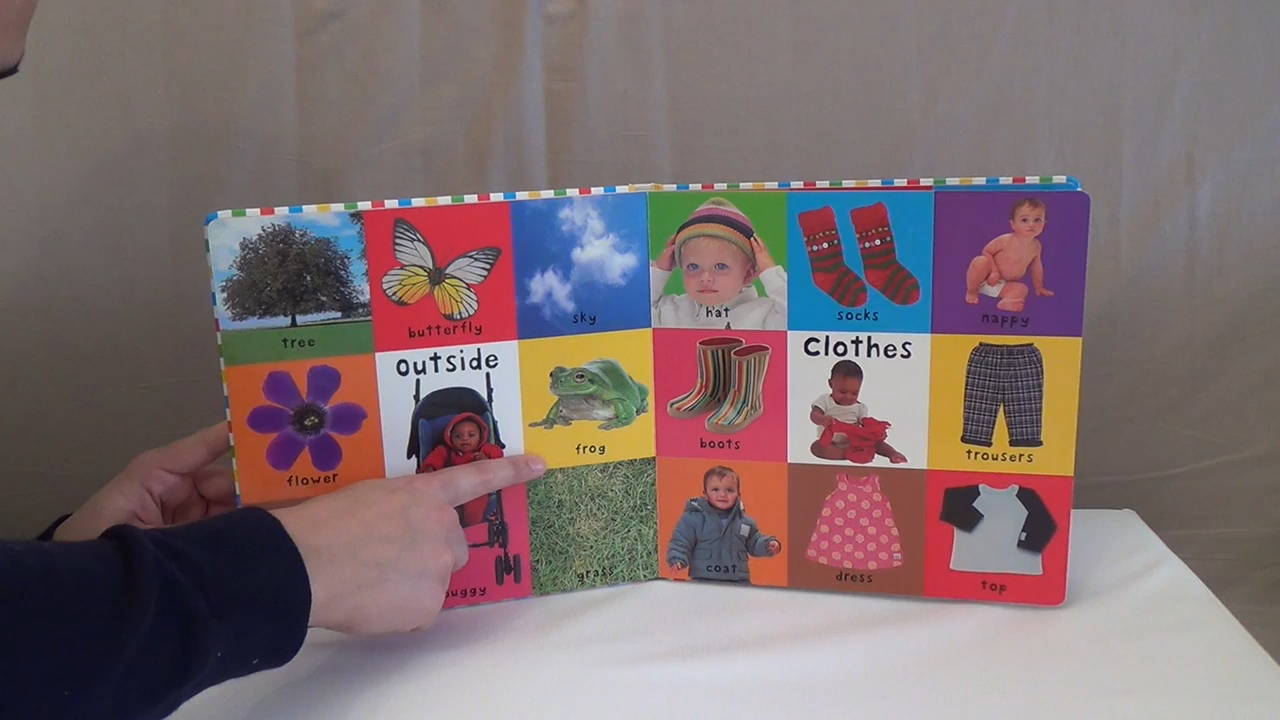 tree
butterfly
sky
outside
flower
frog
uggy
grass
hat
socks
nappy
clothes
boots
trousers
coat
dress
top